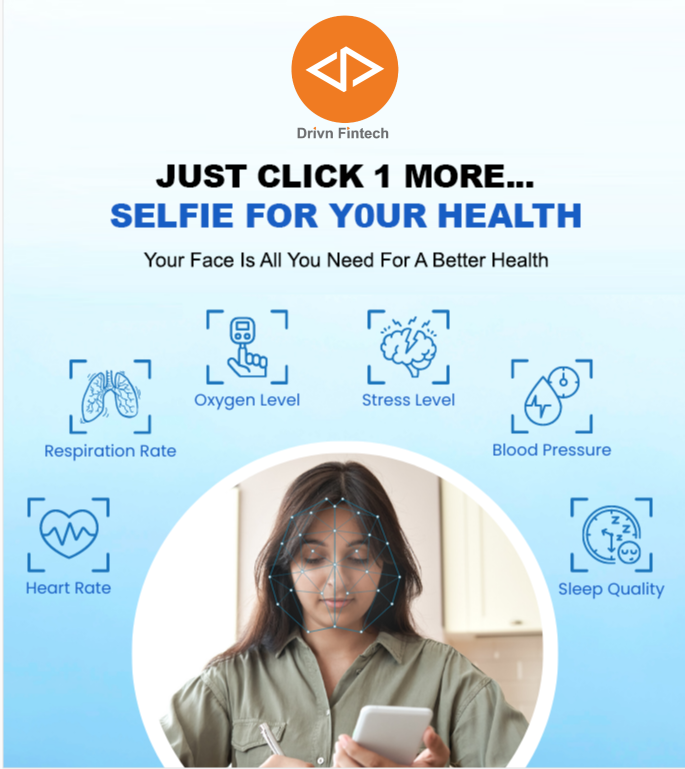 Drivn Fintech
JUST CLICK 1 MORE...
SELFIE FOR Y0UR HEALTH
Your Face Is All You Need For A Better Health
Oxygen Level
Stress Level
Respiration Rate
Blood Pressure
Heart Rate
Sleep Quality
z z z z